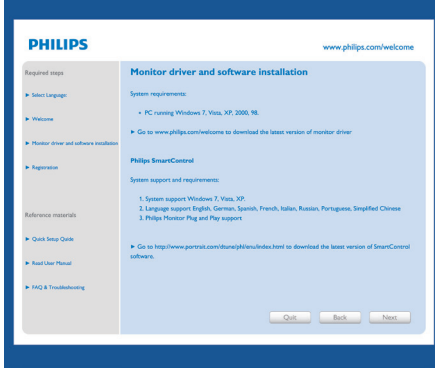 PHILIPS
www.philips.com/welcome
Required steps
► Select Language:
► Welcome
► Monitor driver and software installation
► Registration
Reference materials
► Quick Setup Guide
► Read User Manual
► FAQ & Troubleshooting
Monitor driver and software installation
System requirements:
• PC running Windows 7, Vista, XP, 2000, 98.
► Go to www.philips.com/welcome to download the latest version of monitor driver
Philips SmartControl
System support and requirements:
1. System support Windows 7, Vista, XP.
2. Language support English, German, Spanish, French, Italian, Russian, Portuguese, Simplified Chinese
3. Philips Monitor Plug and Play support
► Go to http://www.portrait.com/dtune/phl/enu/index.html to download the latest version of SmartControl
software.
Quit
Back
Next